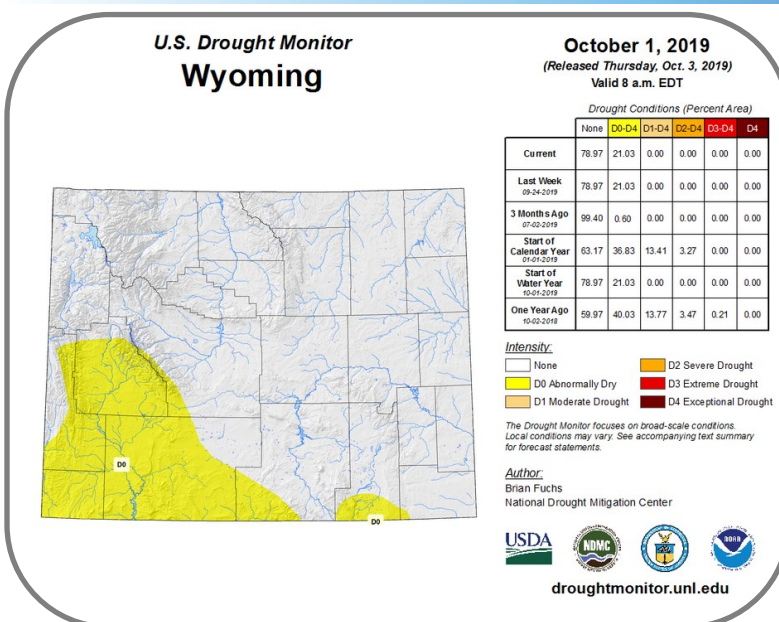 U.S. Drought Monitor
Wyoming
October 1, 2019
(Released Thursday, Oct. 3, 2019)
Valid 8 a.m. EDT
Drought Conditions (Percent Area)
None D0-D4 D1-D4 D2-D4 D3-D4 D4
Current 78.97 21.03 0.00 0.00 0.00 0.00
Last Week
09-24-2019 78.97 21.03 0.00 0.00 0.00 0.00
3 Months Ago
07-02-2019 99.40 0.60 0.00 0.00 0.00 0.00
Start of
Calendar Year
01-01-2019 63.17 36.83 13.41 3.27 0.00 0.00
Start of
Water Year
10-01-2019 78.97 21.03 0.00 0.00 0.00 0.00
One Year Ago
10-02-2018 59.97 40.03 13.77 3.47 0.21 0.00
D0
D0
Intensity:
None
D0 Abnormally Dry
D1 Moderate Drought
D2 Severe Drought
D3 Extreme Drought
D4 Exceptional Drought
The Drought Monitor focuses on broad-scale conditions.
Local conditions may vary. See accompanying text summary
for forecast statements.
Author:
Brian Fuchs
National Drought Mitigation Center
USDA
NDMC
NOAA
droughtmonitor.unl.edu